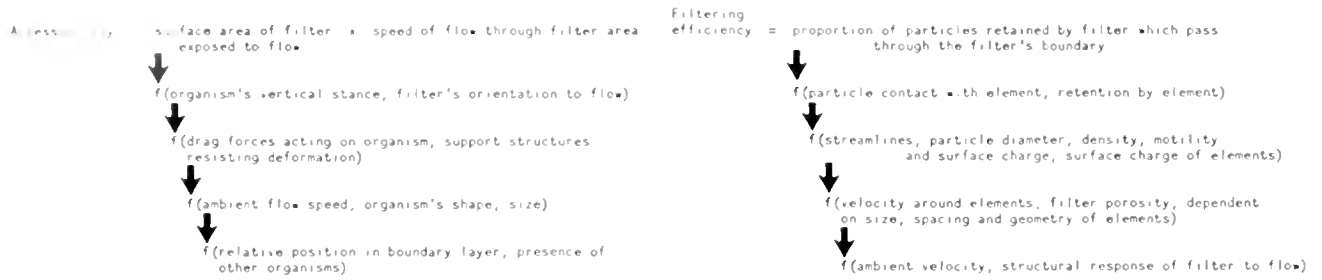 surface area of filter x speed of flow through filter area
exposed to flow
f(organism's vertical stance, filter's orientation to flow)
f(drag forces acting on organism, support structures
resisting deformation)
f(ambient flow speed, organism's shape, size)
f(relative position in boundary layer, presence of
other organisms)
Filtering
efficiency = proportion of particles retained by filter which pass
through the filter's boundary
f(particle contact with element, retention by element)
f(streamlines, particle diameter, density, motility
and surface charge, surface charge of elements)
f(velocity around elements, filter porosity, dependent
on size, spacing and geometry of elements)
f(ambient velocity, structural response of filter to flow)